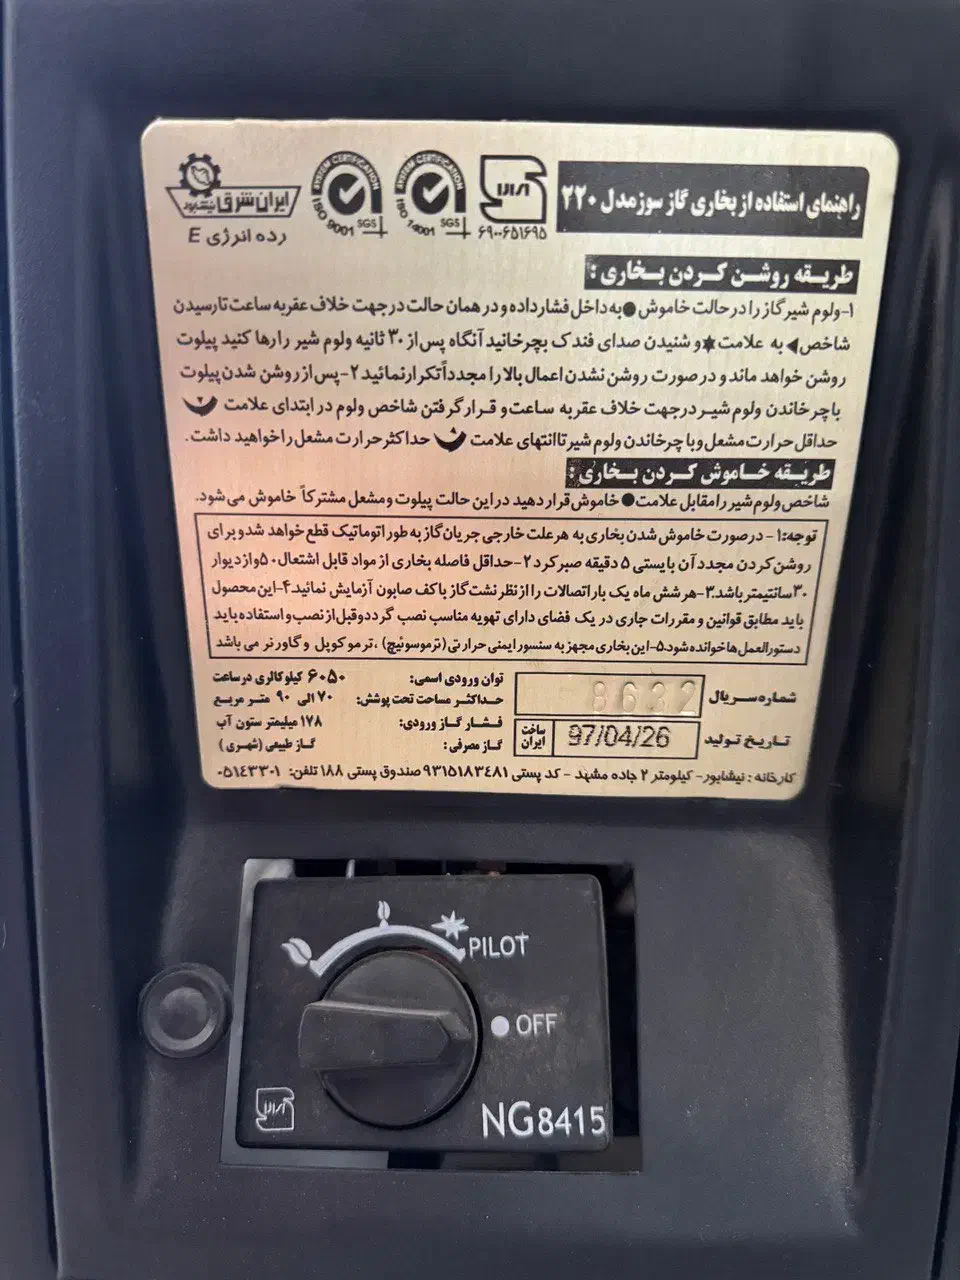 راهنمای استفاده از بخاری گاز سوز مدل ۲۲۰
۶۹۰۰۶۵۱۶۹۵
SYSTEM CERTIFICATION
ISO 14001
SGS
SYSTEM CERTIFICATION
ISO 9001
SGS
ایران شرق نیشابور
رده انرژی E
طریقه روشن کردن بخاری :
۱-ولوم شیر گاز را در حالت خاموش ● به داخل فشار داده و در همان حالت در جهت خلاف عقربه ساعت تا رسیدن
شاخص ◀ به علامت ✶ و شنیدن صدای فندک بچرخانید آنگاه پس از ۳۰ ثانیه ولوم شیر را رها کنید پیلوت
روشن خواهد ماند و در صورت روشن نشدن اعمال بالا را مجدداً تکرار نمائید ۲-پس از روشن شدن پیلوت
با چرخاندن ولوم شیر در جهت خلاف عقربه ساعت و قرار گرفتن شاخص ولوم در ابتدای علامت
حداقل حرارت مشعل و با چرخاندن ولوم شیر تا انتهای علامت حداکثر حرارت مشعل را خواهید داشت.
طریقه خاموش کردن بخاری :
شاخص ولوم شیر را مقابل علامت ● خاموش قرار دهید در این حالت پیلوت و مشعل مشترکاً خاموش می شود.
توجه: ۱- در صورت خاموش شدن بخاری به هر علت خارجی جریان گاز به طور اتوماتیک قطع خواهد شد و برای
روشن کردن مجدد آن بایستی ۵ دقیقه صبر کرد ۲-حداقل فاصله بخاری از مواد قابل اشتعال ۵۰ و از دیوار
۳۰ سانتیمتر باشد. ۳-هر شش ماه یک بار اتصالات را از نظر نشت گاز با کف صابون آزمایش نمائید ۴-این محصول
باید مطابق قوانین و مقررات جاری در یک فضای دارای تهویه مناسب نصب گردد و قبل از نصب و استفاده باید
دستورالعمل ها خوانده شود. ۵-این بخاری مجهز به سنسور ایمنی حرارتی (ترموسوئیچ) ، ترموکوپل و گاورنر می باشد
شماره سریال 8632
تاریخ تولید 97/04/26 ساخت ایران
توان ورودی اسمی: ۶۰۵۰ کیلوکالری در ساعت
حداکثر مساحت تحت پوشش: ۷۰ الی ۹۰ متر مربع
فشار گاز ورودی: ۱۷۸ میلیمتر ستون آب
گاز مصرفی : گاز طبیعی (شهری)
کارخانه : نیشابور- کیلومتر ۲ جاده مشهد - کد پستی ۹۳۱۵۱۸۳۴۸۱ صندوق پستی ۱۸۸ تلفن: ۰۵۱۴۳۳۰۱
PILOT
OFF
NG8415